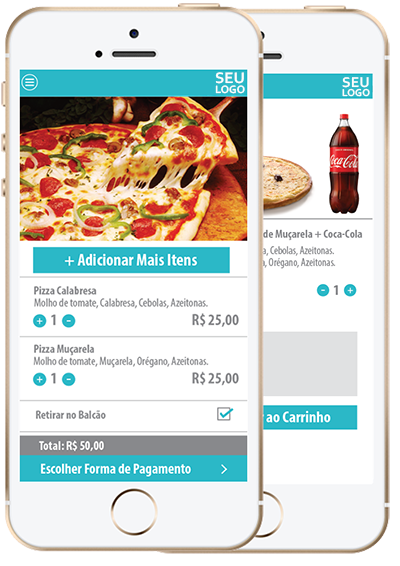 SEU
LOGO
+ Adicionar Mais Itens
Pizza Calabresa
Molho de tomate, Calabresa, Cebolas, Azeitonas.
+ 1 - R$ 25,00
Pizza Muçarela
Molho de tomate, Muçarela, Orégano, Azeitonas.
+ 1 - R$ 25,00
Retirar no Balcão
Total: R$ 50,00
Escolher Forma de Pagamento
SEU
LOGO
Coca-Cola
de Muçarela + Coca-Cola
a, Cebolas, Azeitonas.
a, Orégano, Azeitonas.
- 1 +
ao Carrinho